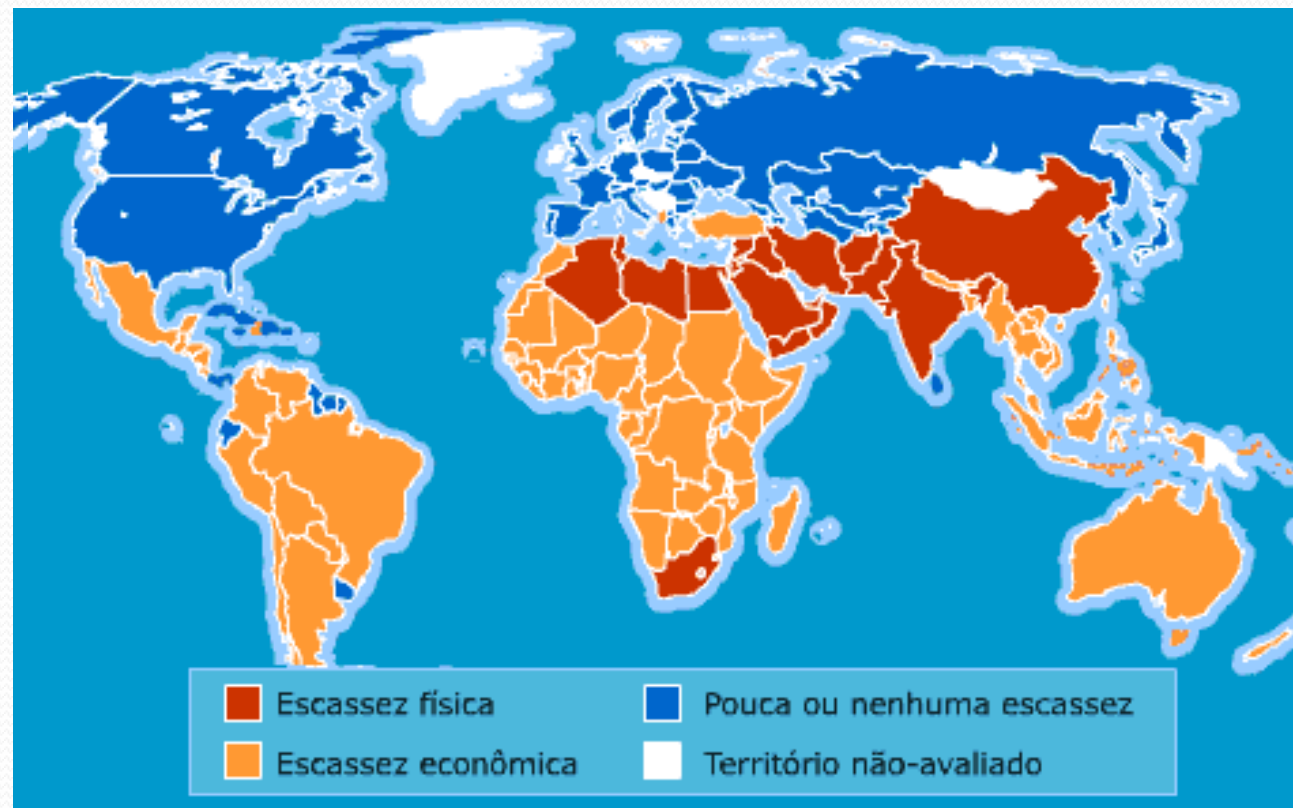 Escassez física
Pouca ou nenhuma escassez
Escassez econômica
Território não-avaliado